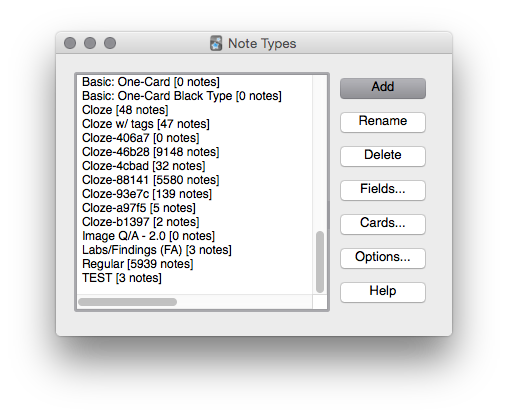 Note Types
Basic: One-Card [0 notes]
Basic: One-Card Black Type [0 notes]
Cloze [48 notes]
Cloze w/ tags [47 notes]
Cloze-406a7 [0 notes]
Cloze-46b28 [9148 notes]
Cloze-4cbad [32 notes]
Cloze-88141 [5580 notes]
Cloze-93e7c [139 notes]
Cloze-a97f5 [5 notes]
Cloze-b1397 [2 notes]
Image Q/A - 2.0 [0 notes]
Labs/Findings (FA) [3 notes]
Regular [5939 notes]
TEST [3 notes]
Add
Rename
Delete
Fields...
Cards...
Options...
Help